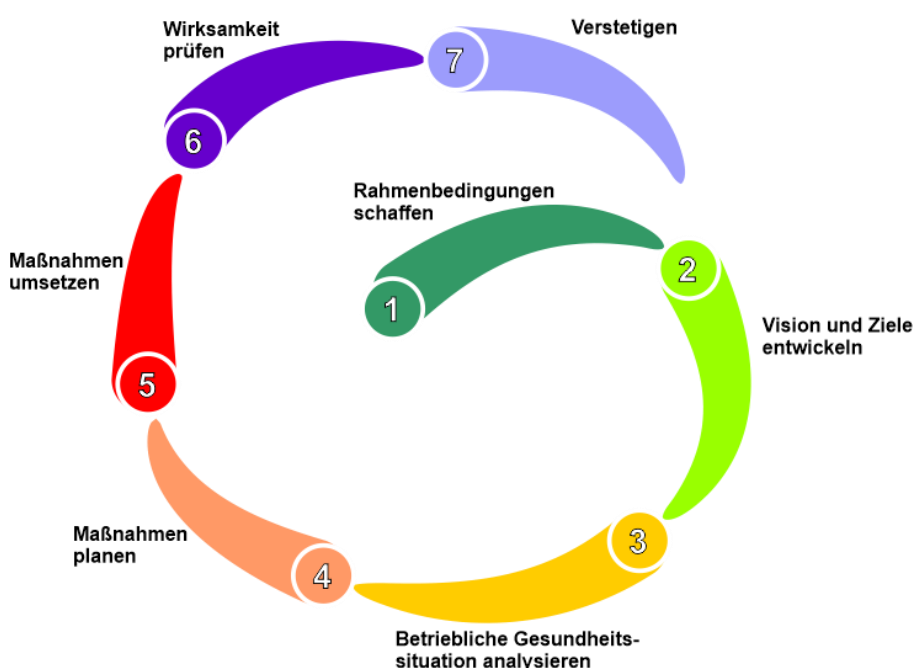 1
Rahmenbedingungen
schaffen
2
Vision und Ziele
entwickeln
3
Betriebliche Gesundheits-
situation analysieren
4
Maßnahmen
planen
5
Maßnahmen
umsetzen
6
Wirksamkeit
prüfen
7
Verstetigen